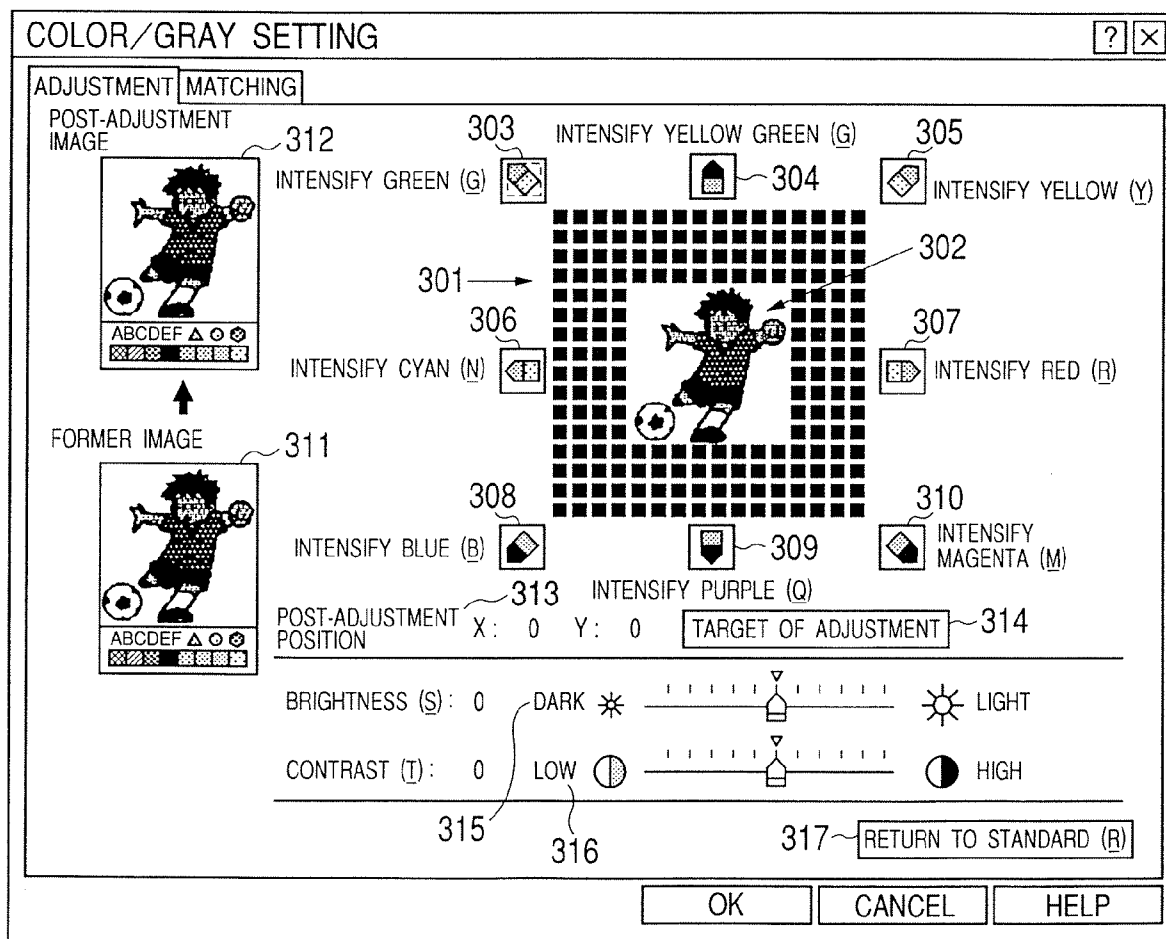 COLOR/GRAY SETTING ? ×
ADJUSTMENT MATCHING
POST-ADJUSTMENT
IMAGE
312
303
INTENSIFY YELLOW GREEN (G)
305
INTENSIFY GREEN (G)
304
INTENSIFY YELLOW (Y)
301
302
ABCDEF
306
307
INTENSIFY CYAN (N)
INTENSIFY RED (R)
FORMER IMAGE
311
308
310
INTENSIFY BLUE (B)
309
INTENSIFY
MAGENTA (M)
INTENSIFY PURPLE (Q)
313
POST-ADJUSTMENT
POSITION
X: 0 Y: 0
TARGET OF ADJUSTMENT
314
ABCDEF
BRIGHTNESS (S): 0 DARK LIGHT
CONTRAST (T): 0 LOW HIGH
315
316
317
RETURN TO STANDARD (R)
OK CANCEL HELP